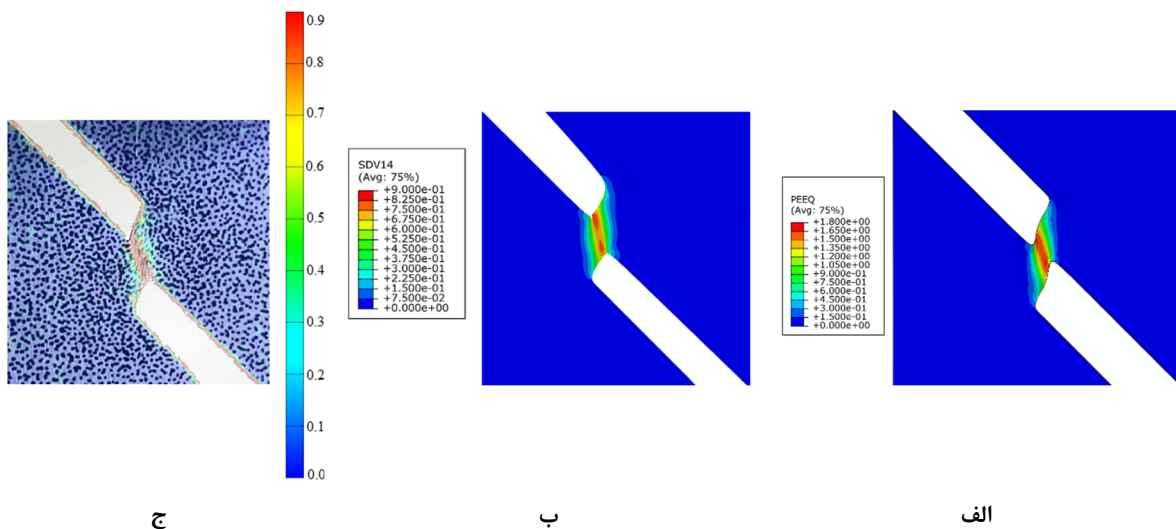 0.9
0.8
0.7
0.6
0.5
0.4
0.3
0.2
0.1
0.0
SDV14
(Avg: 75%)
+9.000e-01
+8.250e-01
+7.500e-01
+6.750e-01
+6.000e-01
+5.250e-01
+4.500e-01
+3.750e-01
+3.000e-01
+2.250e-01
+1.500e-01
+7.500e-02
+0.000e+00
PEEQ
(Avg: 75%)
+1.800e+00
+1.650e+00
+1.500e+00
+1.350e+00
+1.200e+00
+1.050e+00
+9.000e-01
+7.500e-01
+6.000e-01
+4.500e-01
+3.000e-01
+1.500e-01
+0.000e+00
الف
ب
ج